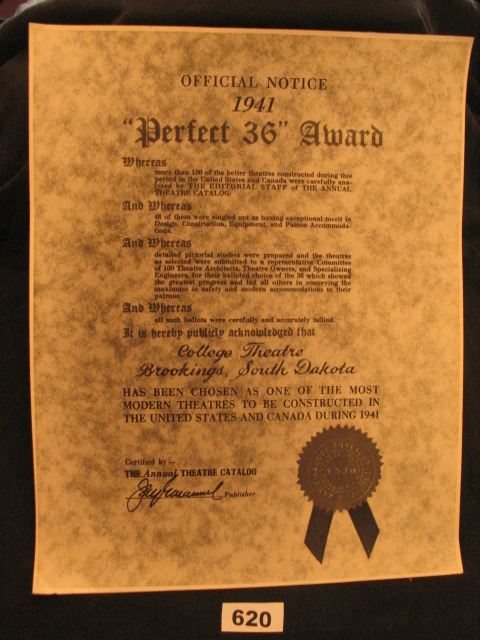 OFFICIAL NOTICE
1941
"Perfect 36" Award
Whereas
more than 150 of the better theatres constructed during this
period in the United States and Canada were carefully ana-
lyzed by THE EDITORIAL STAFF of THE ANNUAL
THEATRE CATALOG.
And Whereas
48 of them were singled out as having exceptional merit in
Design, Construction, Equipment, and Patron Accommoda-
tions.
And Whereas
detailed pictorial studies were prepared and the theatres
so selected were submitted to a representative Committee
of 100 Theatre Architects, Theatre Owners, and Specializing
Engineers, for their balloted choice of the 36 which showed
the greatest progress and led all others in conveying the
maximum in safety and modern accommodations to their
patrons.
And Whereas
all such ballots were carefully and accurately tallied.
It is hereby publicly acknowledged that
College Theatre
Brookings, South Dakota
HAS BEEN CHOSEN AS ONE OF THE MOST
MODERN THEATRES TO BE CONSTRUCTED IN
THE UNITED STATES AND CANADA DURING 1941
Certified by —
THE Annual THEATRE CATALOG
Jay Emanuel Publisher
620